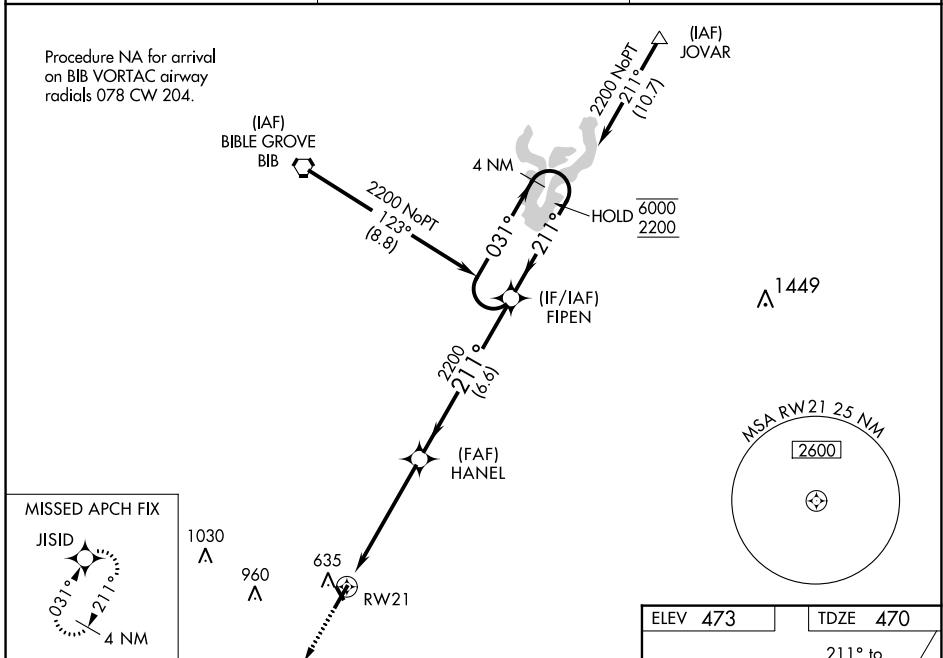 Procedure NA for arrival
on BIB VORTAC airway
radials 078 CW 204.
(IAF)
JOVAR
2200 NoPT
211°
(10.7)
(IAF)
BIBLE GROVE
BIB
4 NM
2200 NoPT
123°
(8.8)
031°
211°
HOLD 6000
2200
(IF/IAF)
FIPEN
1449
2200
211°
(6.6)
MSA RW21 25 NM
2600
(FAF)
HANEL
MISSED APCH FIX
JISID
031°
211°
4 NM
1030
960
635
RW21
ELEV 473
TDZE 470
211° to